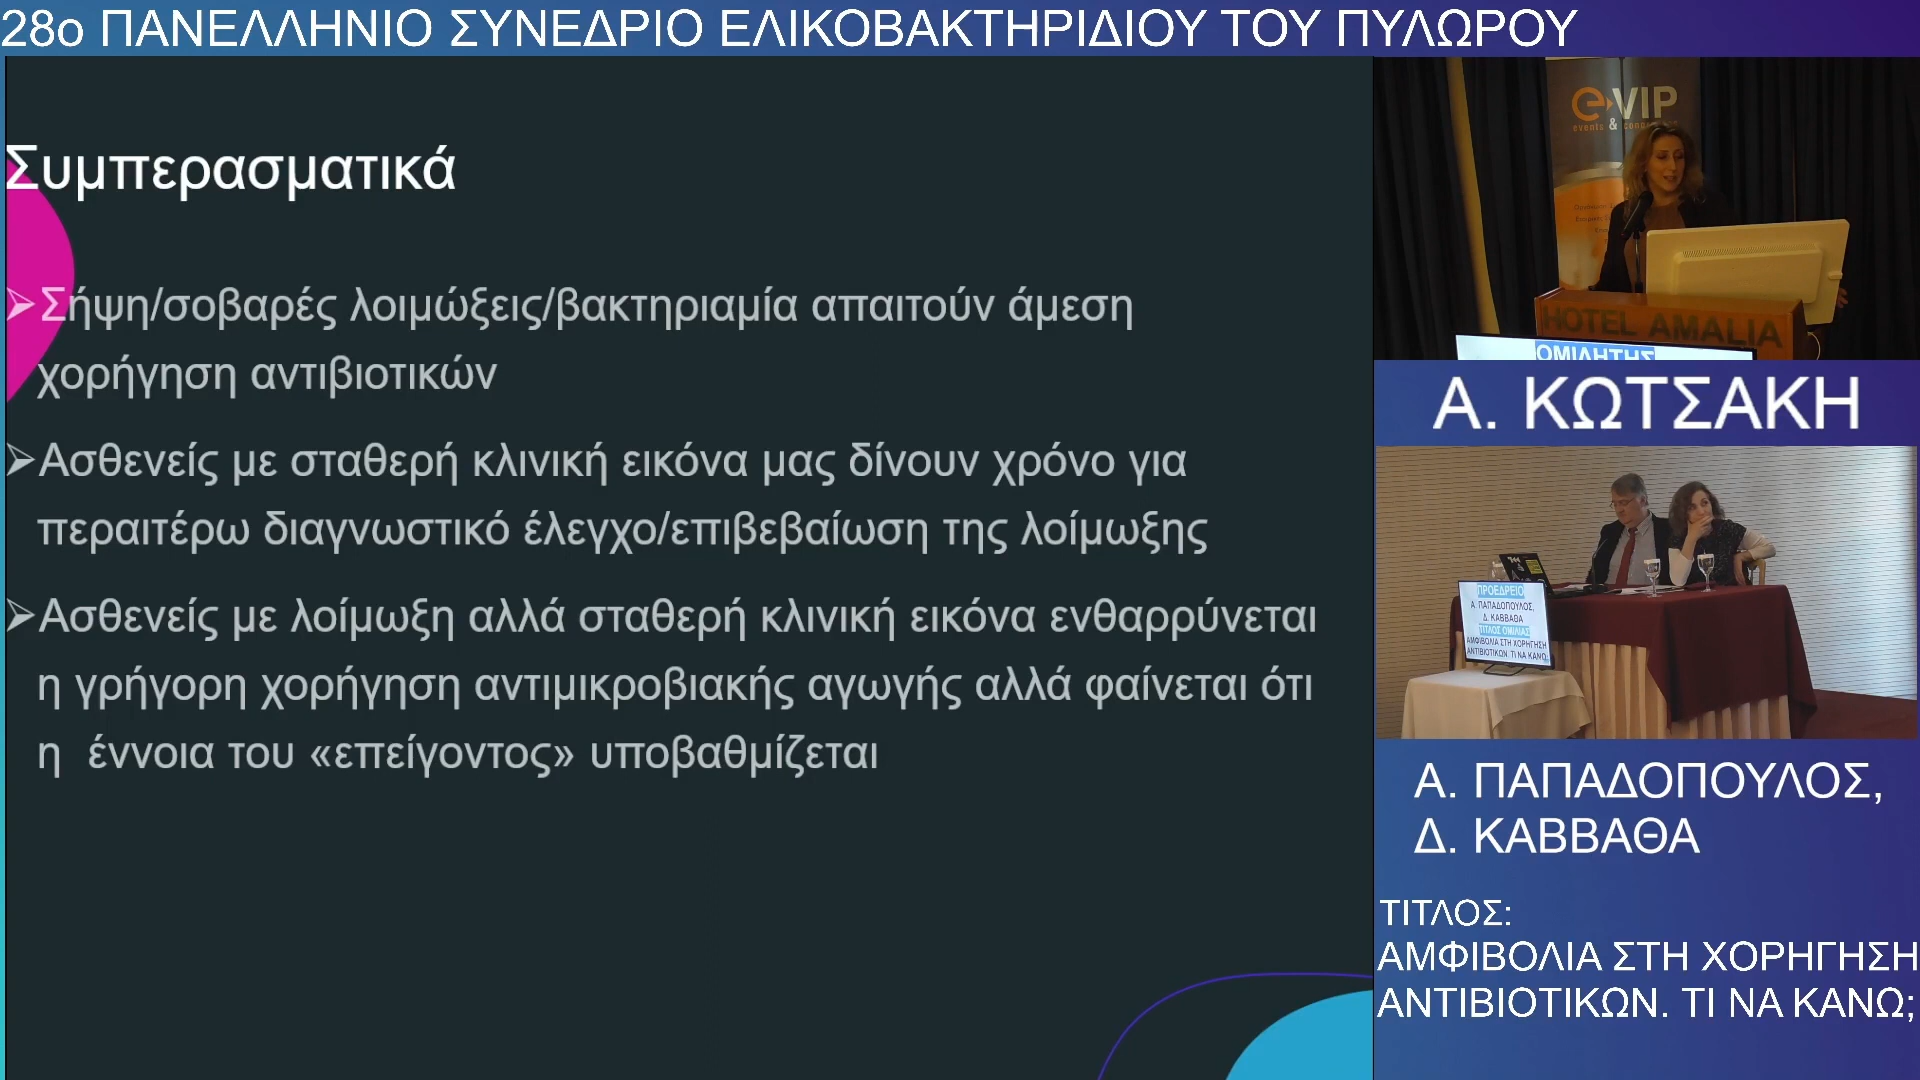 28ο ΠΑΝΕΛΛΗΝΙΟ ΣΥΝΕΔΡΙΟ ΕΛΙΚΟΒΑΚΤΗΡΙΔΙΟΥ ΤΟΥ ΠΥΛΩΡΟΥ
Συμπερασματικά
➢Σήψη/σοβαρές λοιμώξεις/βακτηριαμία απαιτούν άμεση
χορήγηση αντιβιοτικών
➢Ασθενείς με σταθερή κλινική εικόνα μας δίνουν χρόνο για
περαιτέρω διαγνωστικό έλεγχο/επιβεβαίωση της λοίμωξης
➢Ασθενείς με λοίμωξη αλλά σταθερή κλινική εικόνα ενθαρρύνεται
η γρήγορη χορήγηση αντιμικροβιακής αγωγής αλλά φαίνεται ότι
η έννοια του «επείγοντος» υποβαθμίζεται
e-VIP
events &
HOTEL AMALIA
ΟΜΙΛΗΤΗΣ
Α. ΚΩΤΣΑΚΗ
ΠΡΟΕΔΡΕΙΟ
Α. ΠΑΠΑΔΟΠΟΥΛΟΣ,
Δ. ΚΑΒΒΑΘΑ
ΤΙΤΛΟΣ ΟΜΙΛΙΑΣ
ΑΜΦΙΒΟΛΙΑ ΣΤΗ ΧΟΡΗΓΗΣΗ
ΑΝΤΙΒΙΟΤΙΚΩΝ. ΤΙ ΝΑ ΚΑΝΩ;
Α. ΠΑΠΑΔΟΠΟΥΛΟΣ,
Δ. ΚΑΒΒΑΘΑ
ΤΙΤΛΟΣ:
ΑΜΦΙΒΟΛΙΑ ΣΤΗ ΧΟΡΗΓΗΣΗ
ΑΝΤΙΒΙΟΤΙΚΩΝ. ΤΙ ΝΑ ΚΑΝΩ;